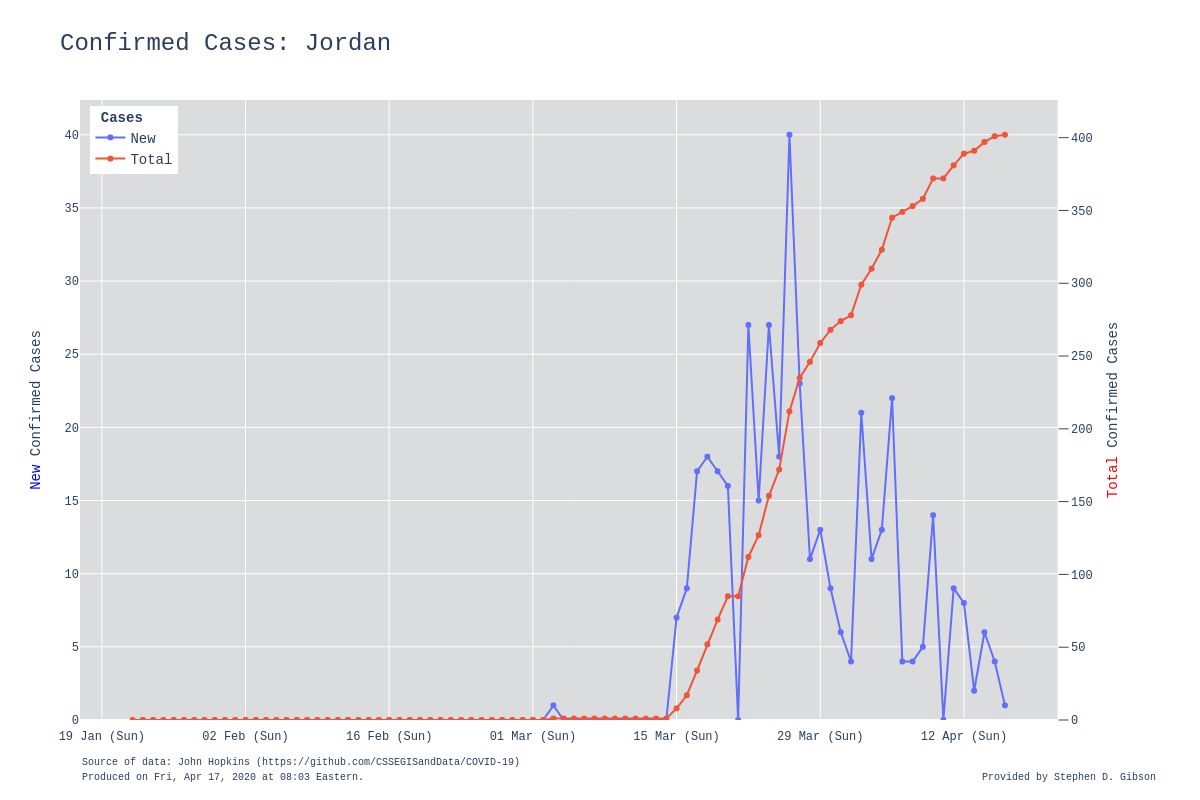 Confirmed Cases: Jordan
Cases
New
Total
40
35
30
25
20
15
10
5
0
400
350
300
250
200
150
100
50
0
New Confirmed Cases
Total Confirmed Cases
19 Jan (Sun) 02 Feb (Sun) 16 Feb (Sun) 01 Mar (Sun) 15 Mar (Sun) 29 Mar (Sun) 12 Apr (Sun)
Source of data: John Hopkins (https://github.com/CSSEGISandData/COVID-19)
Produced on Fri, Apr 17, 2020 at 08:03 Eastern.
Provided by Stephen D. Gibson